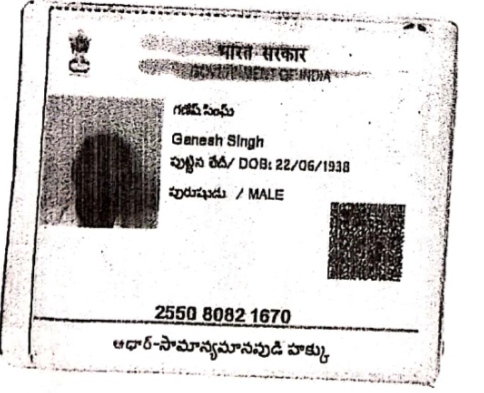 भारत सरकार
GOVERNMENT OF INDIA
గణేష్ సింఘ్
Ganesh Singh
పుట్టిన తేదీ/ DOB: 22/06/1938
పురుషుడు / MALE
2550 8082 1670
ఆధార్-సామాన్యమానవుడి హక్కు